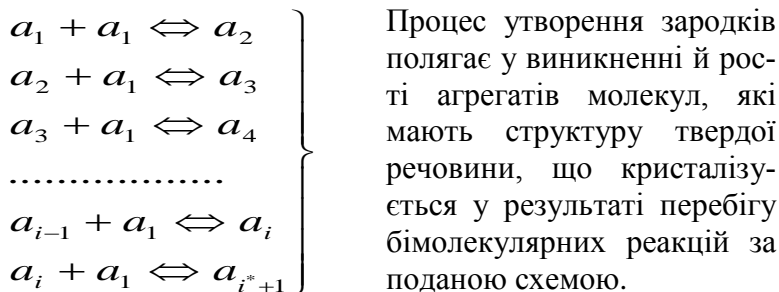 a₁ + a₁ ⇔ a₂
a₂ + a₁ ⇔ a₃
a₃ + a₁ ⇔ a₄
..................
aᵢ₋₁ + a₁ ⇔ aᵢ
aᵢ + a₁ ⇔ a_{i*+1}
Процес утворення зародків
полягає у виникненні й рос-
ті агрегатів молекул, які
мають структуру твердої
речовини, що кристалізу-
ється у результаті перебігу
бімолекулярних реакцій за
поданою схемою.